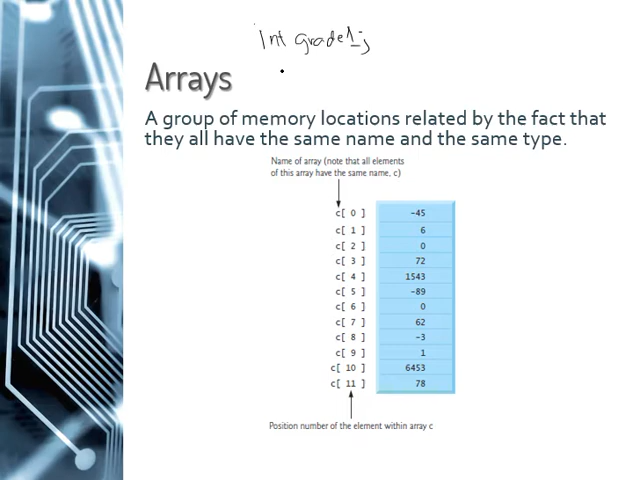 int grade1;
Arrays
A group of memory locations related by the fact that
they all have the same name and the same type.
Name of array (note that all elements
of this array have the same name, c)
c[ 0 ] -45
c[ 1 ] 6
c[ 2 ] 0
c[ 3 ] 72
c[ 4 ] 1543
c[ 5 ] -89
c[ 6 ] 0
c[ 7 ] 62
c[ 8 ] -3
c[ 9 ] 1
c[ 10 ] 6453
c[ 11 ] 78
Position number of the element within array c